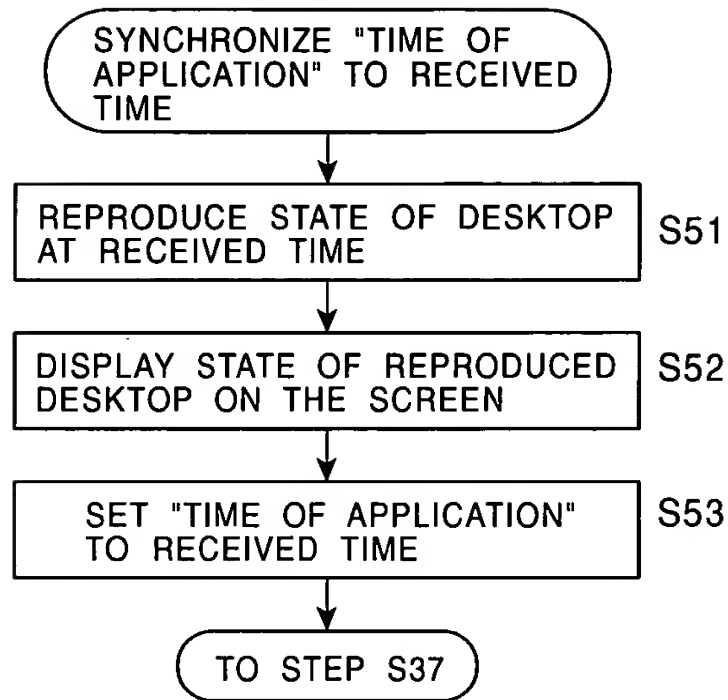 SYNCHRONIZE "TIME OF
APPLICATION" TO RECEIVED
TIME
REPRODUCE STATE OF DESKTOP
AT RECEIVED TIME
S51
DISPLAY STATE OF REPRODUCED
DESKTOP ON THE SCREEN
S52
SET "TIME OF APPLICATION"
TO RECEIVED TIME
S53
TO STEP S37